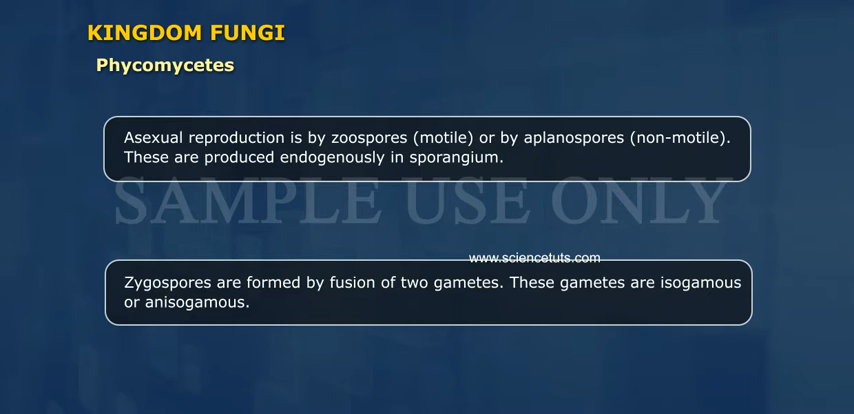 KINGDOM FUNGI
Phycomycetes
Asexual reproduction is by zoospores (motile) or by aplanospores (non-motile).
These are produced endogenously in sporangium.
SAMPLE USE ONLY
www.sciencetuts.com
Zygospores are formed by fusion of two gametes. These gametes are isogamous
or anisogamous.